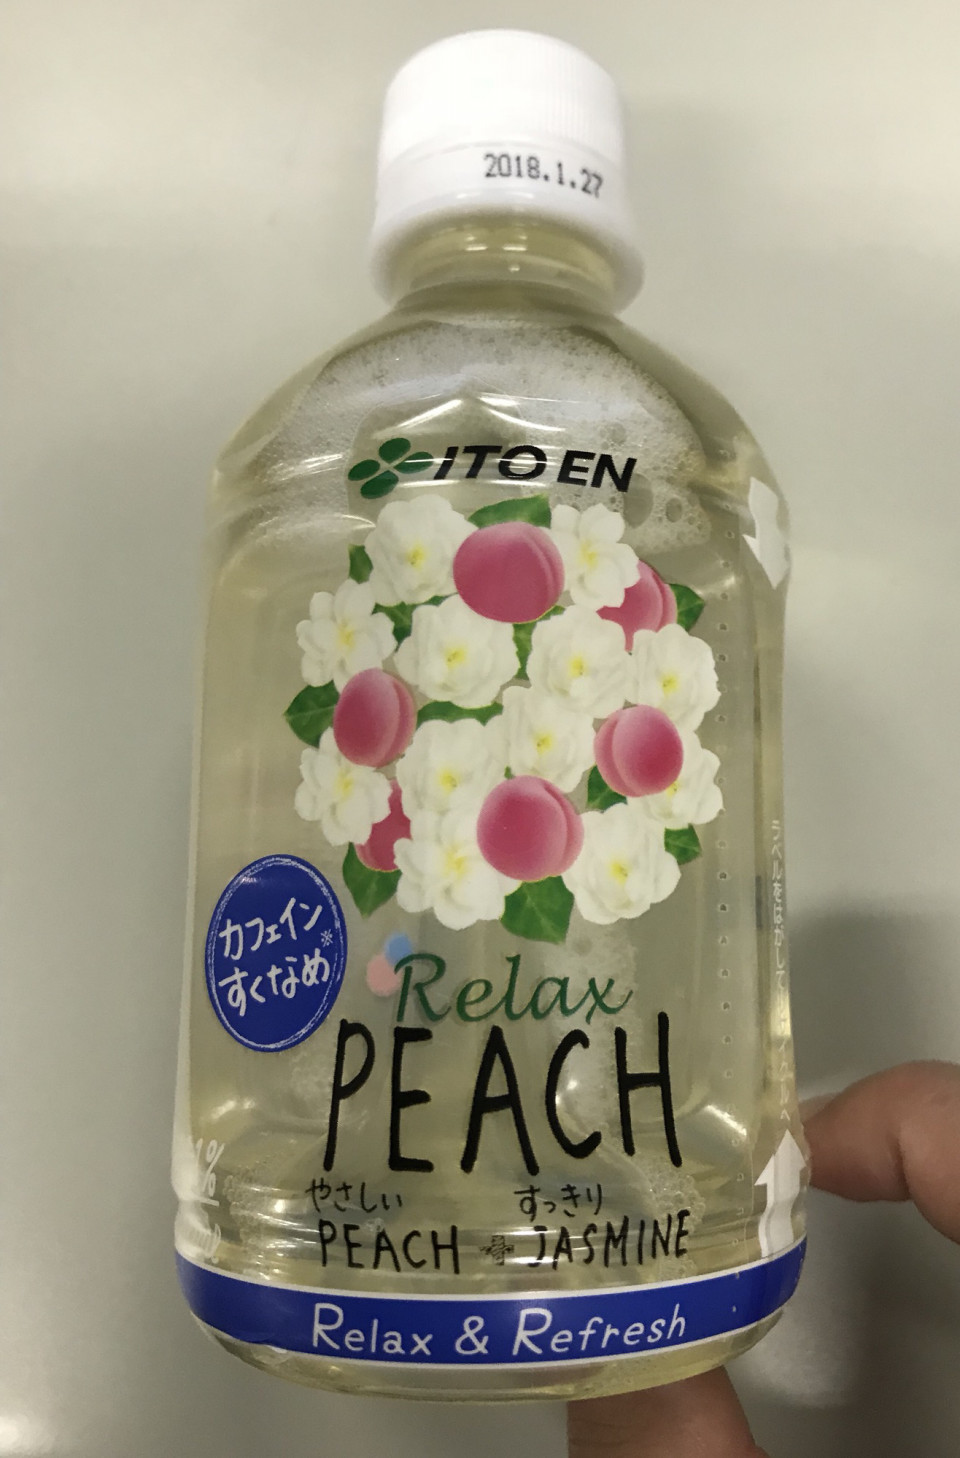 2018.1.27
ITO EN
カフェイン
すくなめ※
Relax
PEACH
やさしい すっきり
PEACH + JASMINE
1%
Relax & Refresh